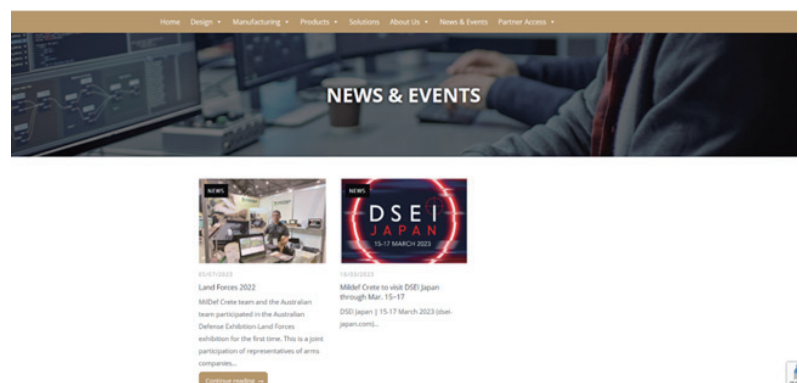 Home Design Manufacturing Products Solutions About Us News & Events Partner Access
NEWS & EVENTS
NEWS
NEWS
DSEI
JAPAN
15-17 MARCH 2023
03/07/2023
Land Forces 2022
MilDef Crete team and the Australian
team participated in the Australian
Defense Exhibition Land Forces
exhibition for the first time. This is a joint
participation of representatives of arms
companies...
Continue reading →
10/03/2023
Mildef Crete to visit DSEI Japan
through Mar. 15~17
DSEI Japan | 15-17 March 2023 (dsei-
japan.com)...